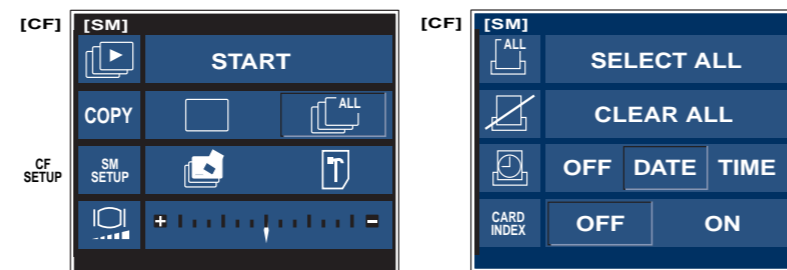 [CF] [SM]
START
COPY ALL
CF SETUP SM SETUP
[CF] [SM]
ALL SELECT ALL
CLEAR ALL
OFF DATE TIME
CARD INDEX OFF ON